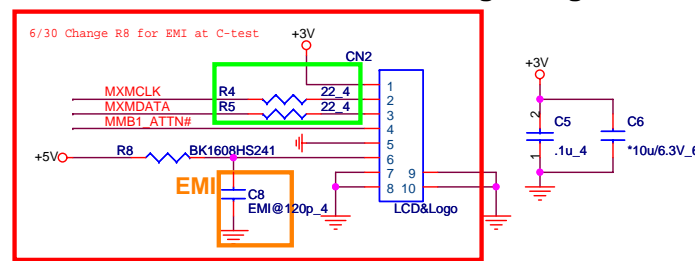 6/30 Change R8 for EMI at C-test
+3V
CN2
MXMCLK R4 22_4 1 2
MXMDATA R5 22_4 3
MMB1_ATTN# 4
5
+5V R8 BK1608HS241 6
7 9
8 10
EMI C8
EMI@120p_4
LCD&Logo
+3V
2 C5 C6
1 .1u_4 *10u/6.3V_6